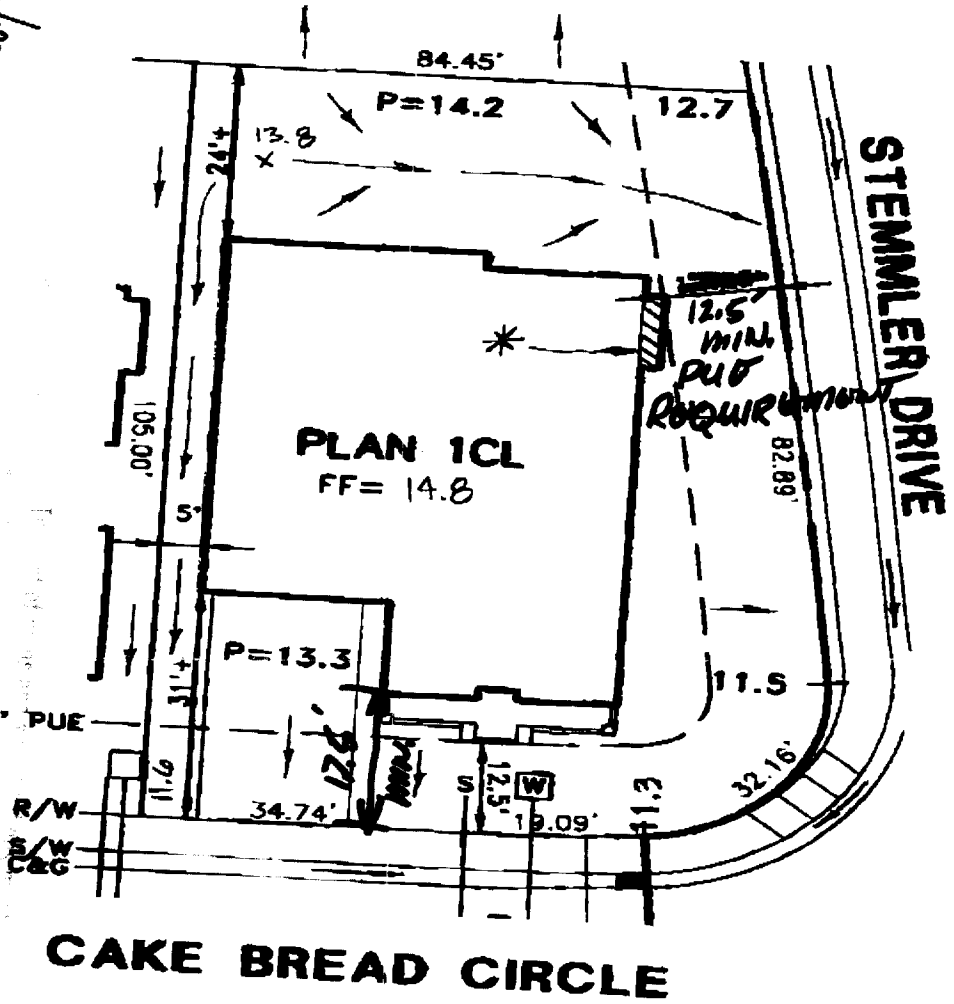 84.45'
P=14.2
12.7
24'±
13.8
X
STEMMLER DRIVE
12.5'
MIN.
PUE
REQUIREMENT
105.00'
PLAN 1CL
FF= 14.8
82.89'
5'
P=13.3
31'±
11.5
' PUE
12.5'
MIN.
11.6
S
12.5'
W
11.3
32.16'
R/W
34.74'
19.09'
S/W
C&G
CAKE BREAD CIRCLE